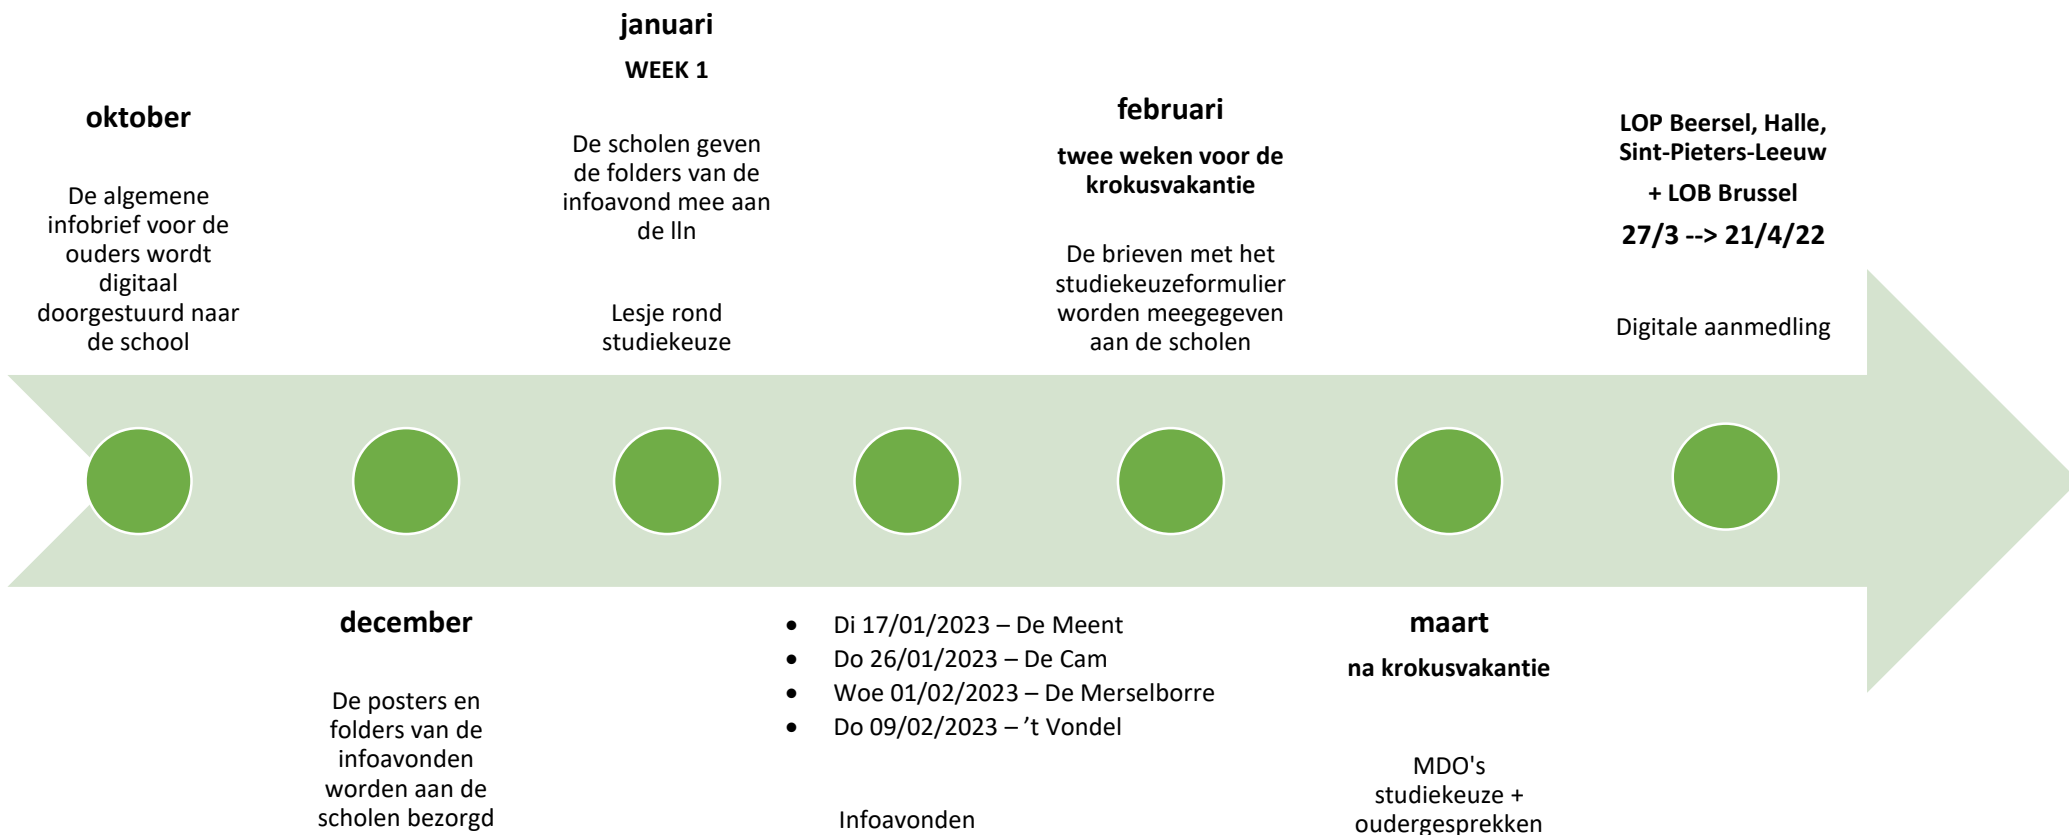 oktober
De algemene
infobrief voor de
ouders wordt
digitaal
doorgestuurd naar
de school
december
De posters en
folders van de
infoavonden
worden aan de
scholen bezorgd
januari
WEEK 1
De scholen geven
de folders van de
infoavond mee aan
de lln
Lesje rond
studiekeuze
• Di 17/01/2023 – De Meent
• Do 26/01/2023 – De Cam
• Woe 01/02/2023 – De Merselborre
• Do 09/02/2023 – ’t Vondel
Infoavonden
februari
twee weken voor de
krokusvakantie
De brieven met het
studiekeuzeformulier
worden meegegeven
aan de scholen
maart
na krokusvakantie
MDO's
studiekeuze +
oudergesprekken
LOP Beersel, Halle,
Sint-Pieters-Leeuw
+ LOB Brussel
27/3 --> 21/4/22
Digitale aanmedling